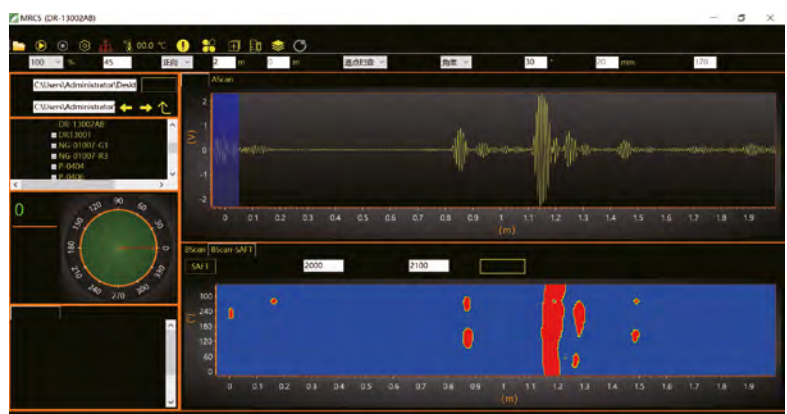 MRCS (DR-13002AB)
00.0 ℃
100 % 45 正向 2 m 0 m 逐点扫查 角度 30 ° 20 mm 170
C:\Users\Administrator\Deskt
C:\Users\Administrator\
DR-13002AB
DR13001
NG-01007-G1
NG-01007-R3
P-0404
P-0406
AScan
2
1
0
-1
-2
(V)
0 0.1 0.2 0.3 0.4 0.5 0.6 0.7 0.8 0.9 1 1.1 1.2 1.3 1.4 1.5 1.6 1.7 1.8 1.9
(m)
0
0 30 60 90 120 150 180 210 240 270 300 330
BScan BScan-SAFT
SAFT 2000 2100
300
180
120
60
0
(°)
0 0.1 0.2 0.3 0.4 0.5 0.6 0.7 0.8 0.9 1 1.1 1.2 1.3 1.4 1.5 1.6 1.7 1.8 1.9
(m)